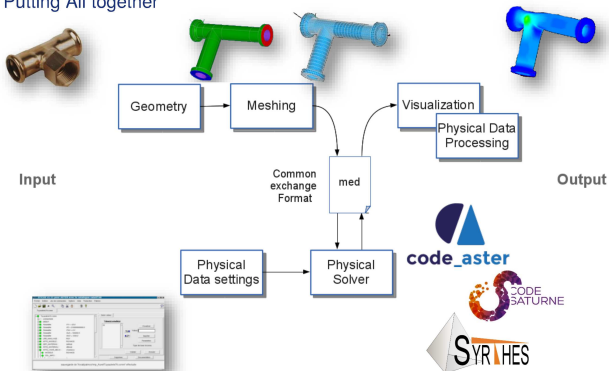 Putting All together
Geometry
Meshing
Visualization
Physical Data
Processing
Input
Common
exchange
Format
med
Output
Physical
Data settings
Physical
Solver
code_aster
CODE
SATURNE
SYRTHES